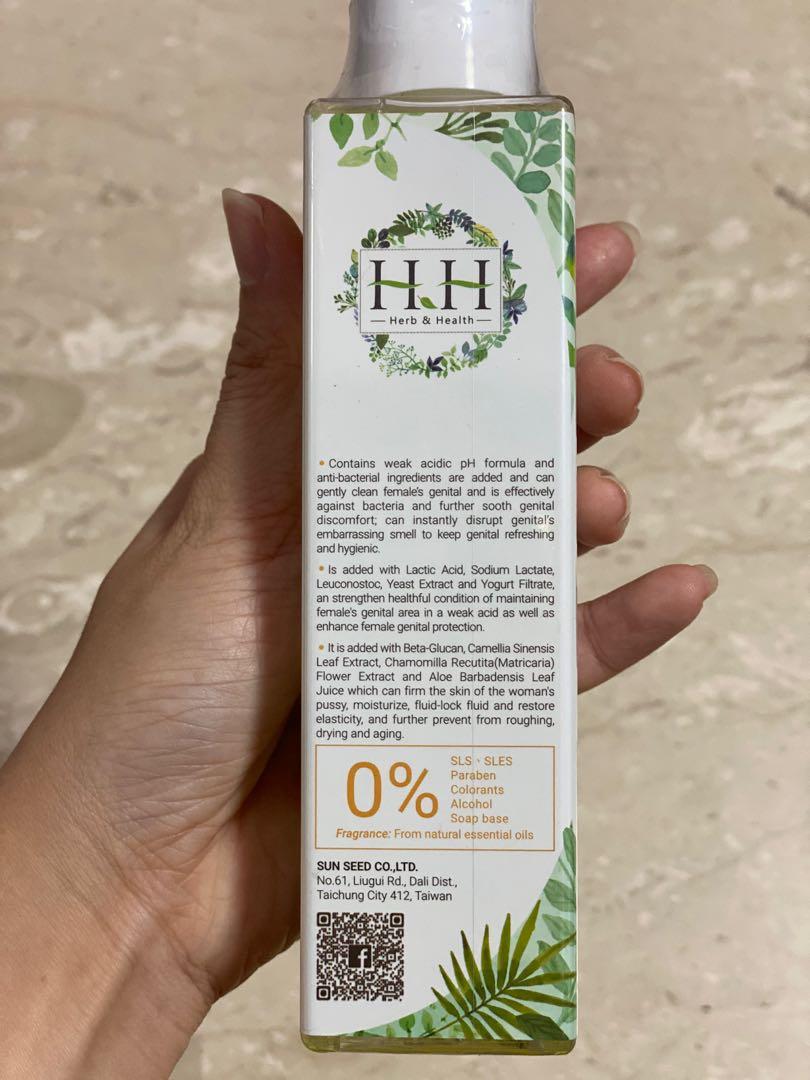 H&H
Herb & Health
• Contains weak acidic pH formula and
anti-bacterial ingredients are added and can
gently clean female's genital and is effectively
against bacteria and further sooth genital
discomfort; can instantly disrupt genital's
embarrassing smell to keep genital refreshing
and hygienic.
• Is added with Lactic Acid, Sodium Lactate,
Leuconostoc, Yeast Extract and Yogurt Filtrate,
an strengthen healthful condition of maintaining
female's genital area in a weak acid as well as
enhance female genital protection.
• It is added with Beta-Glucan, Camellia Sinensis
Leaf Extract, Chamomilla Recutita(Matricaria)
Flower Extract and Aloe Barbadensis Leaf
Juice which can firm the skin of the woman's
pussy, moisturize, fluid-lock fluid and restore
elasticity, and further prevent from roughing,
drying and aging.
0%
SLS、SLES
Paraben
Colorants
Alcohol
Soap base
Fragrance: From natural essential oils
SUN SEED CO.,LTD.
No.61, Liugui Rd., Dali Dist.,
Taichung City 412, Taiwan